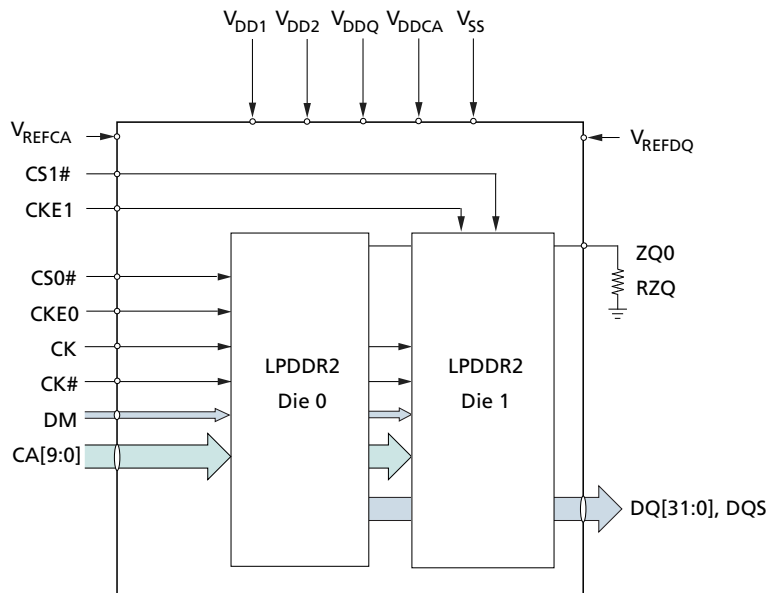 VDD1 VDD2 VDDQ VDDCA VSS
VREFCA
VREFDQ
CS1#
CKE1
ZQ0
CS0#
RZQ
CKE0
CK
CK#
DM
CA[9:0]
LPDDR2
Die 0
LPDDR2
Die 1
DQ[31:0], DQS